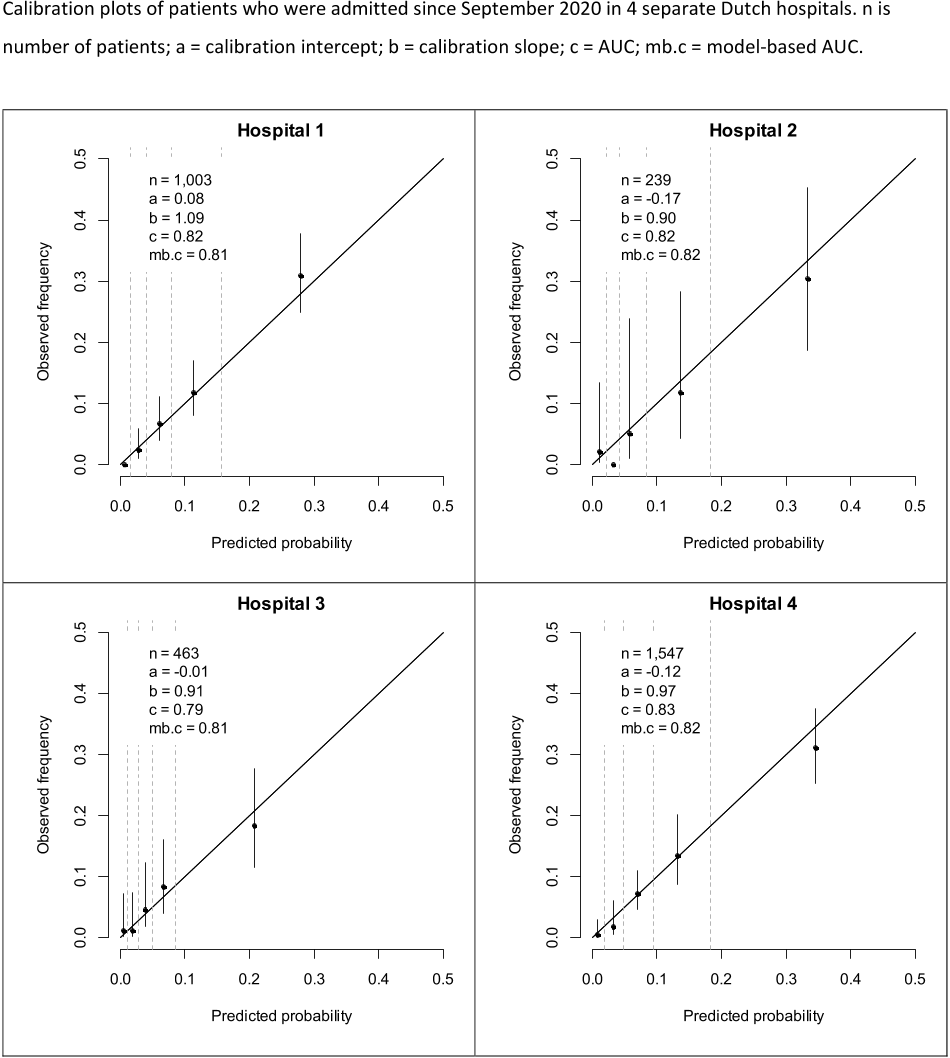 Calibration plots of patients who were admitted since September 2020 in 4 separate Dutch hospitals. n is
number of patients; a = calibration intercept; b = calibration slope; c = AUC; mb.c = model-based AUC.
Hospital 1
n = 1,003
a = 0.08
b = 1.09
c = 0.82
mb.c = 0.81
Observed frequency
0.5
0.4
0.3
0.2
0.1
0.0
0.0 0.1 0.2 0.3 0.4 0.5
Predicted probability
Hospital 2
n = 239
a = -0.17
b = 0.90
c = 0.82
mb.c = 0.82
Observed frequency
0.5
0.4
0.3
0.2
0.1
0.0
0.0 0.1 0.2 0.3 0.4 0.5
Predicted probability
Hospital 3
n = 463
a = -0.01
b = 0.91
c = 0.79
mb.c = 0.81
Observed frequency
0.5
0.4
0.3
0.2
0.1
0.0
0.0 0.1 0.2 0.3 0.4 0.5
Predicted probability
Hospital 4
n = 1,547
a = -0.12
b = 0.97
c = 0.83
mb.c = 0.82
Observed frequency
0.5
0.4
0.3
0.2
0.1
0.0
0.0 0.1 0.2 0.3 0.4 0.5
Predicted probability